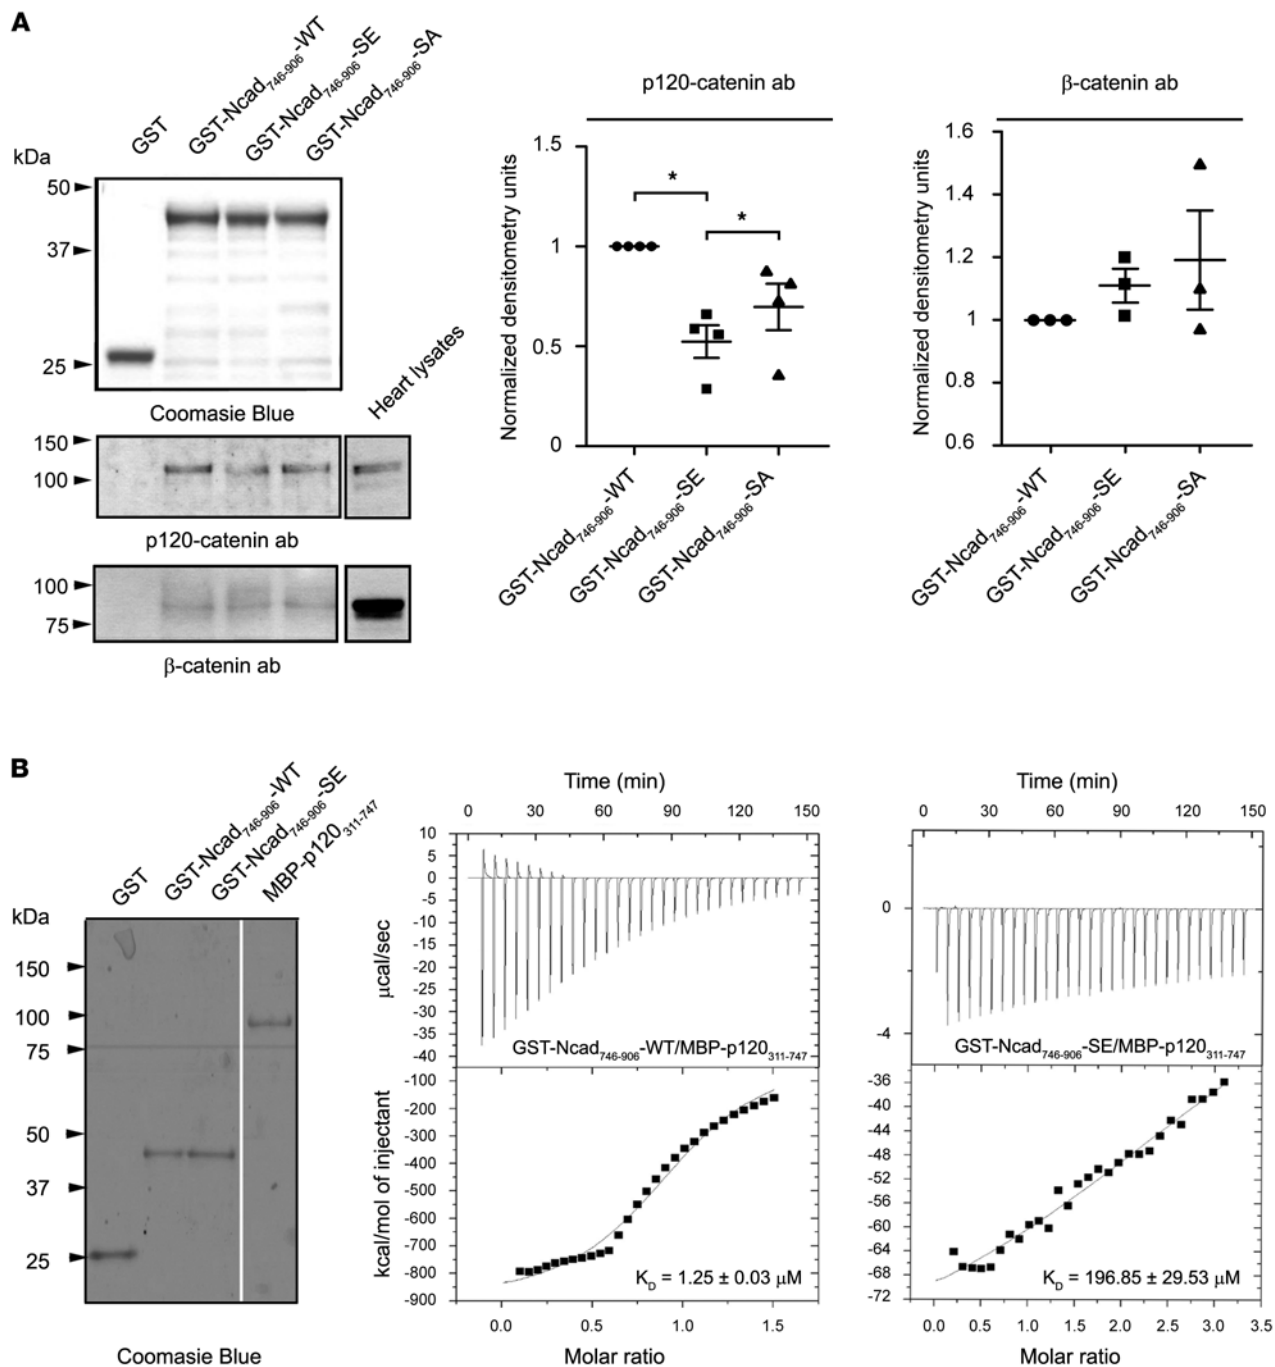 A
GST
GST-Ncad746-906-WT
GST-Ncad746-906-SE
GST-Ncad746-906-SA
kDa
50
37
25
Coomasie Blue
Heart lysates
150
100
p120-catenin ab
100
75
β-catenin ab
p120-catenin ab
Normalized densitometry units
1.5
1
0.5
0
*
*
GST-Ncad746-906-WT
GST-Ncad746-906-SE
GST-Ncad746-906-SA
β-catenin ab
Normalized densitometry units
1.6
1.4
1.2
1.0
0.8
0.6
GST-Ncad746-906-WT
GST-Ncad746-906-SE
GST-Ncad746-906-SA
B
GST
GST-Ncad746-906-WT
GST-Ncad746-906-SE
MBP-p120311-747
kDa
150
100
75
50
37
25
Coomasie Blue
Time (min)
0 30 60 90 120 150
10
5
0
-5
-10
-15
-20
-25
-30
-35
-40
μcal/sec
GST-Ncad746-906-WT/MBP-p120311-747
-100
-200
-300
-400
-500
-600
-700
-800
-900
kcal/mol of injectant
KD = 1.25 ± 0.03 μM
0.0 0.5 1.0 1.5
Molar ratio
Time (min)
0 30 60 90 120 150
0
-4
GST-Ncad746-906-SE/MBP-p120311-747
-36
-40
-44
-48
-52
-56
-60
-64
-68
-72
KD = 196.85 ± 29.53 μM
0.0 0.5 1.0 1.5 2.0 2.5 3.0 3.5
Molar ratio